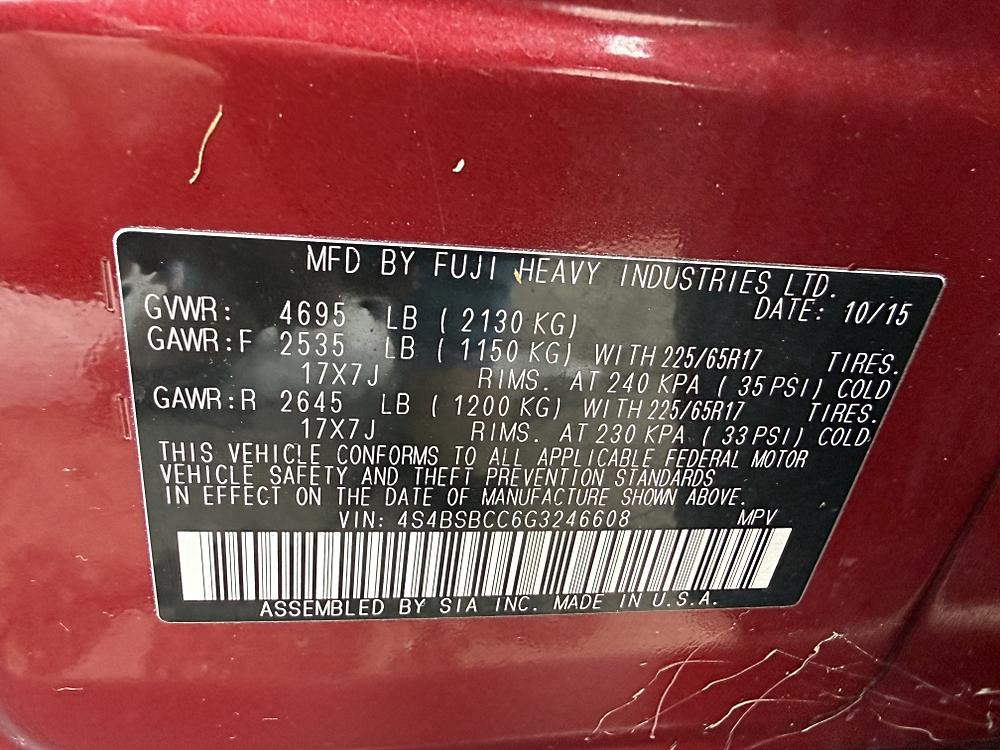 MFD BY FUJI HEAVY INDUSTRIES LTD.
DATE: 10/15
GVWR: 4695 LB ( 2130 KG)
GAWR:F 2535 LB ( 1150 KG) WITH 225/65R17 TIRES.
17X7J RIMS. AT 240 KPA ( 35 PSI) COLD
GAWR:R 2645 LB ( 1200 KG) WITH 225/65R17 TIRES.
17X7J RIMS. AT 230 KPA ( 33 PSI) COLD
THIS VEHICLE CONFORMS TO ALL APPLICABLE FEDERAL MOTOR
VEHICLE SAFETY AND THEFT PREVENTION STANDARDS
IN EFFECT ON THE DATE OF MANUFACTURE SHOWN ABOVE.
VIN: 4S4BSBCC6G3246608 MPV
ASSEMBLED BY SIA INC. MADE IN U.S.A.